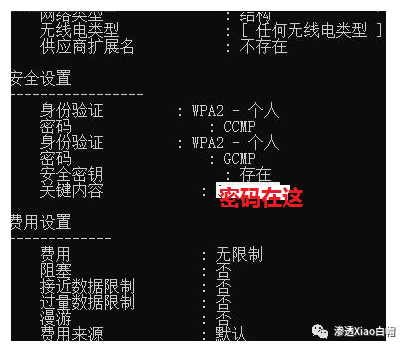 网络类型 : 结构
无线电类型 : [ 任何无线电类型 ]
供应商扩展名 : 不存在
安全设置
------------------
身份验证 : WPA2 - 个人
密码 : CCMP
身份验证 : WPA2 - 个人
密码 : GCMP
安全密钥 : 存在
关键内容 : 密码在这
费用设置
-------------
费用 : 无限制
阻塞 : 否
接近数据限制 : 否
过量数据限制 : 否
漫游 : 否
费用来源 : 默认
渗透Xiao白帽